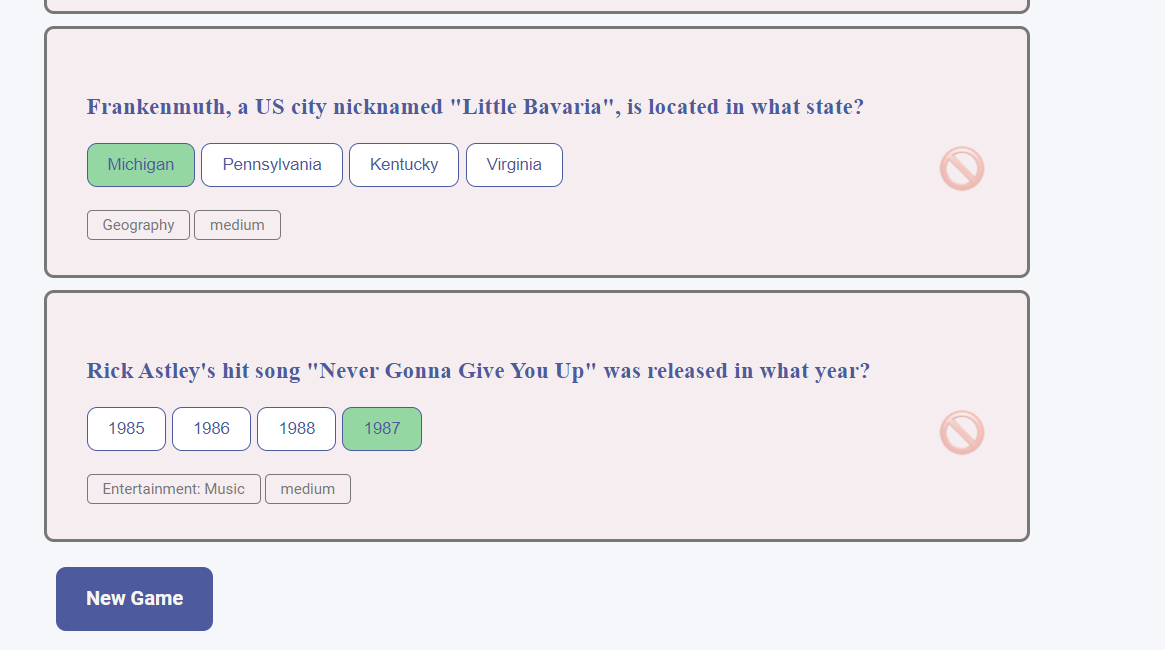 Frankenmuth, a US city nicknamed "Little Bavaria", is located in what state?
Michigan Pennsylvania Kentucky Virginia
Geography medium
Rick Astley's hit song "Never Gonna Give You Up" was released in what year?
1985 1986 1988 1987
Entertainment: Music medium
New Game